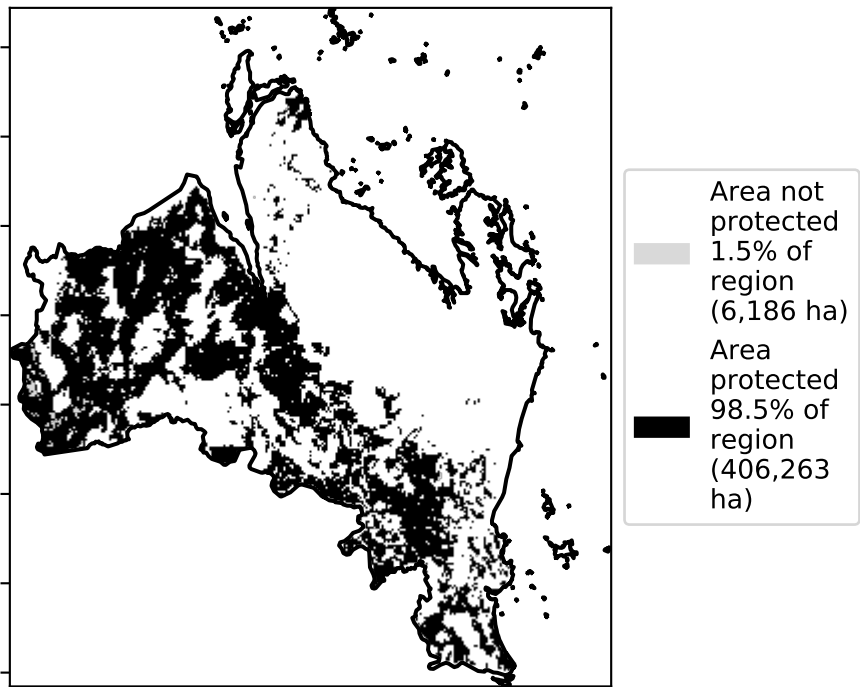 Area not
protected
1.5% of
region
(6,186 ha)
Area
protected
98.5% of
region
(406,263
ha)